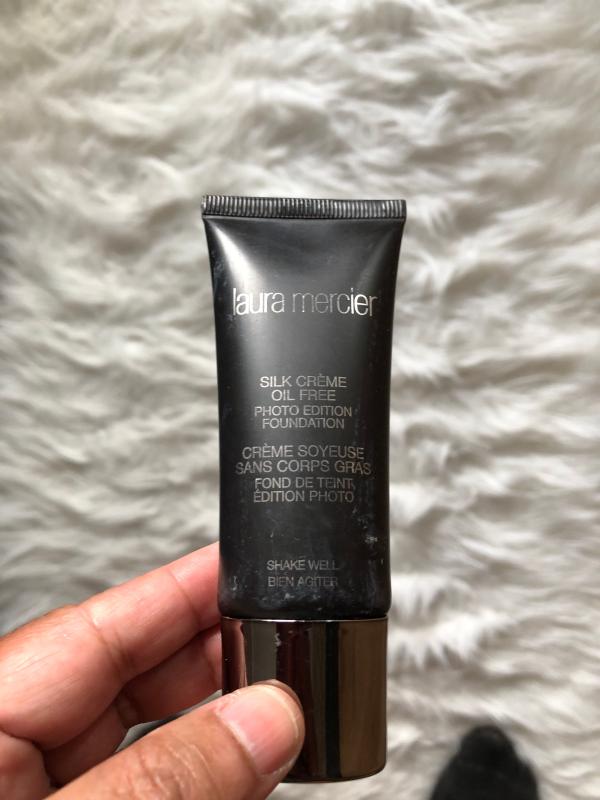 laura mercier
SILK CRÈME
OIL FREE
PHOTO EDITION
FOUNDATION
CRÈME SOYEUSE
SANS CORPS GRAS
FOND DE TEINT
ÉDITION PHOTO
SHAKE WELL
BIEN AGITER